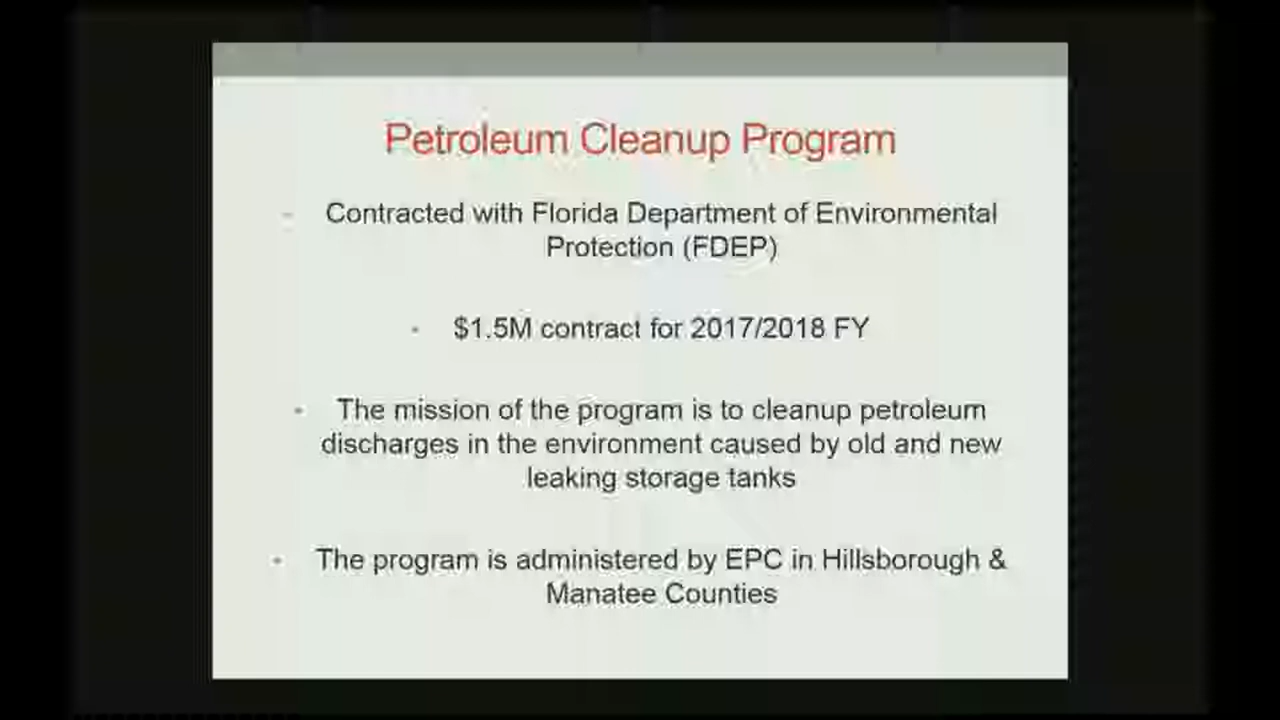 Petroleum Cleanup Program
Contracted with Florida Department of Environmental
Protection (FDEP)
$1.5M contract for 2017/2018 FY
The mission of the program is to cleanup petroleum
discharges in the environment caused by old and new
leaking storage tanks
The program is administered by EPC in Hillsborough &
Manatee Counties